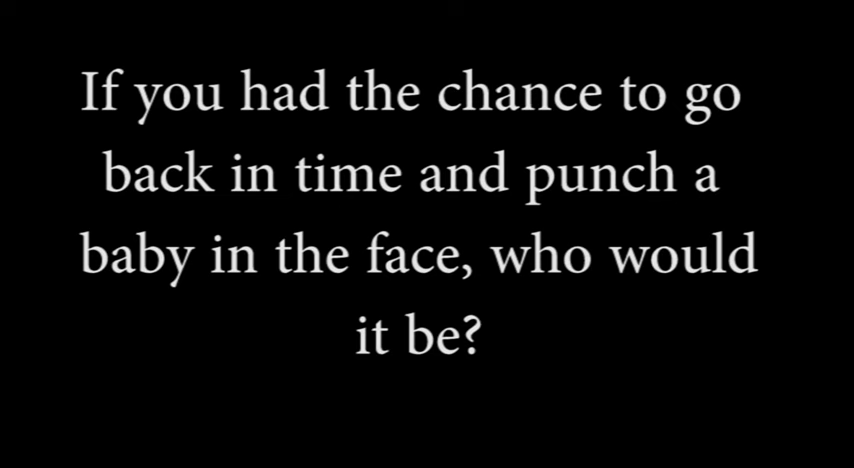 If you had the chance to go
back in time and punch a
baby in the face, who would
it be?